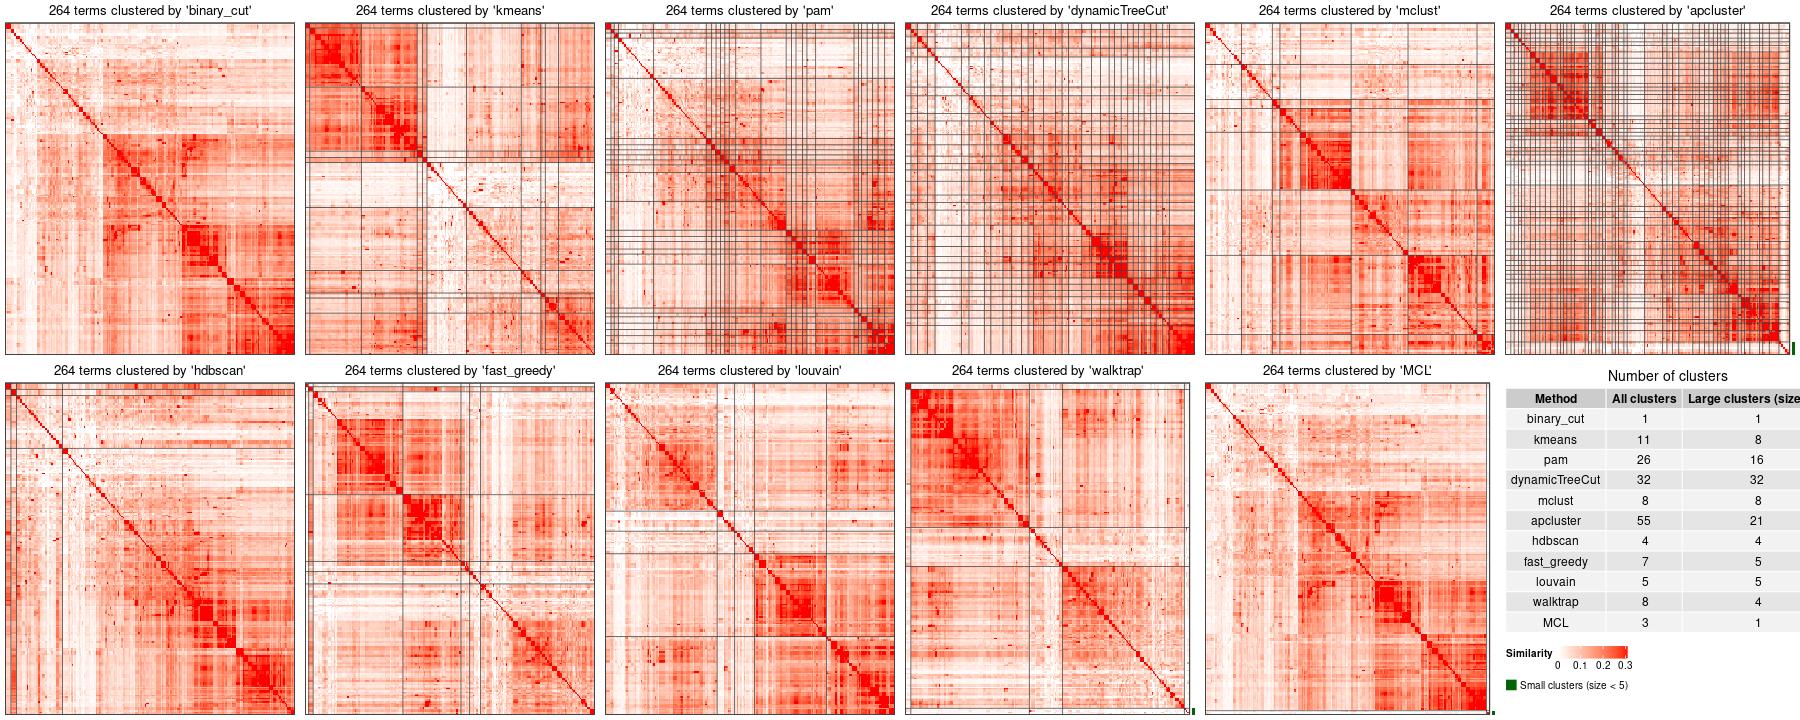 264 terms clustered by 'binary_cut'
264 terms clustered by 'kmeans'
264 terms clustered by 'pam'
264 terms clustered by 'dynamicTreeCut'
264 terms clustered by 'mclust'
264 terms clustered by 'apcluster'
264 terms clustered by 'hdbscan'
264 terms clustered by 'fast_greedy'
264 terms clustered by 'louvain'
264 terms clustered by 'walktrap'
264 terms clustered by 'MCL'
Number of clusters
Method All clusters Large clusters (size
binary_cut 1 1
kmeans 11 8
pam 26 16
dynamicTreeCut 32 32
mclust 8 8
apcluster 55 21
hdbscan 4 4
fast_greedy 7 5
louvain 5 5
walktrap 8 4
MCL 3 1
Similarity
0 0.1 0.2 0.3
Small clusters (size < 5)